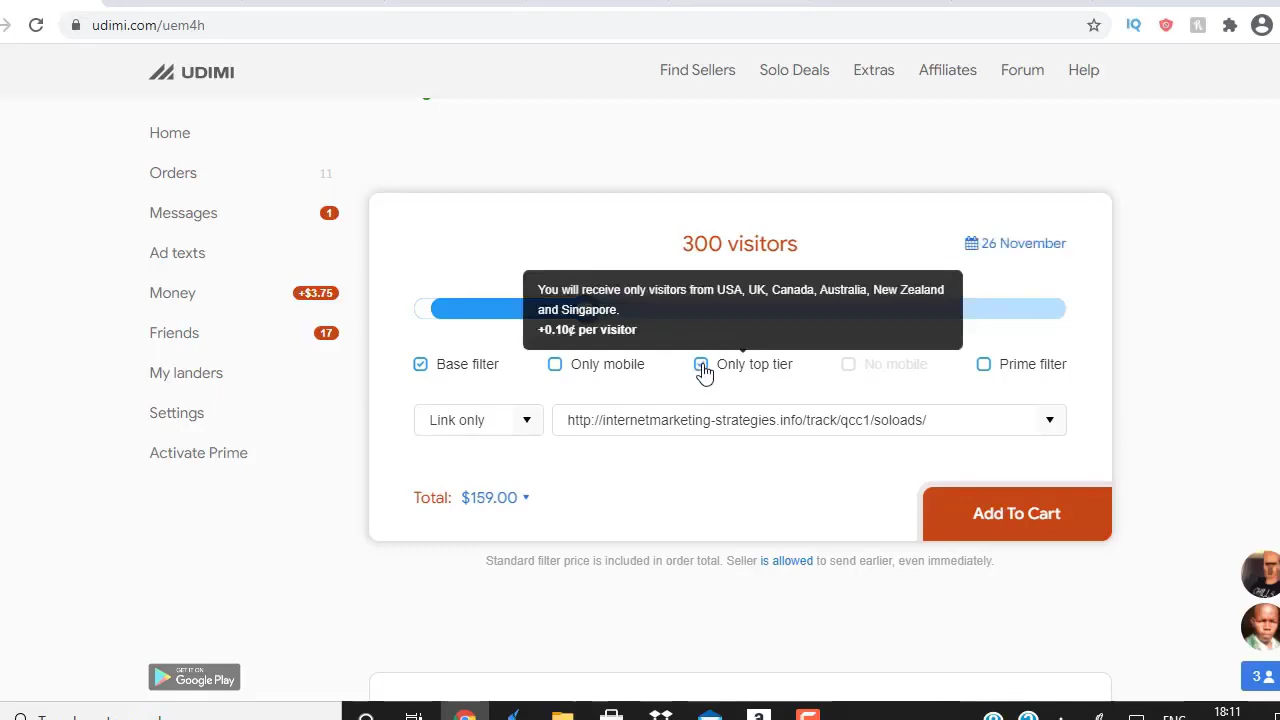 udimi.com/uem4h
IQ
UDIMI
Find Sellers
Solo Deals
Extras
Affiliates
Forum
Help
Home
Orders 11
Messages 1
Ad texts
Money +$3.75
Friends 17
My landers
Settings
Activate Prime
300 visitors
26 November
You will receive only visitors from USA, UK, Canada, Australia, New Zealand
and Singapore.
+0.10¢ per visitor
Base filter
Only mobile
Only top tier
No mobile
Prime filter
Link only
http://internetmarketing-strategies.info/track/qcc1/soloads/
Total: $159.00
Add To Cart
Standard filter price is included in order total. Seller is allowed to send earlier, even immediately.
GET IT ON
Google Play
3
18:11